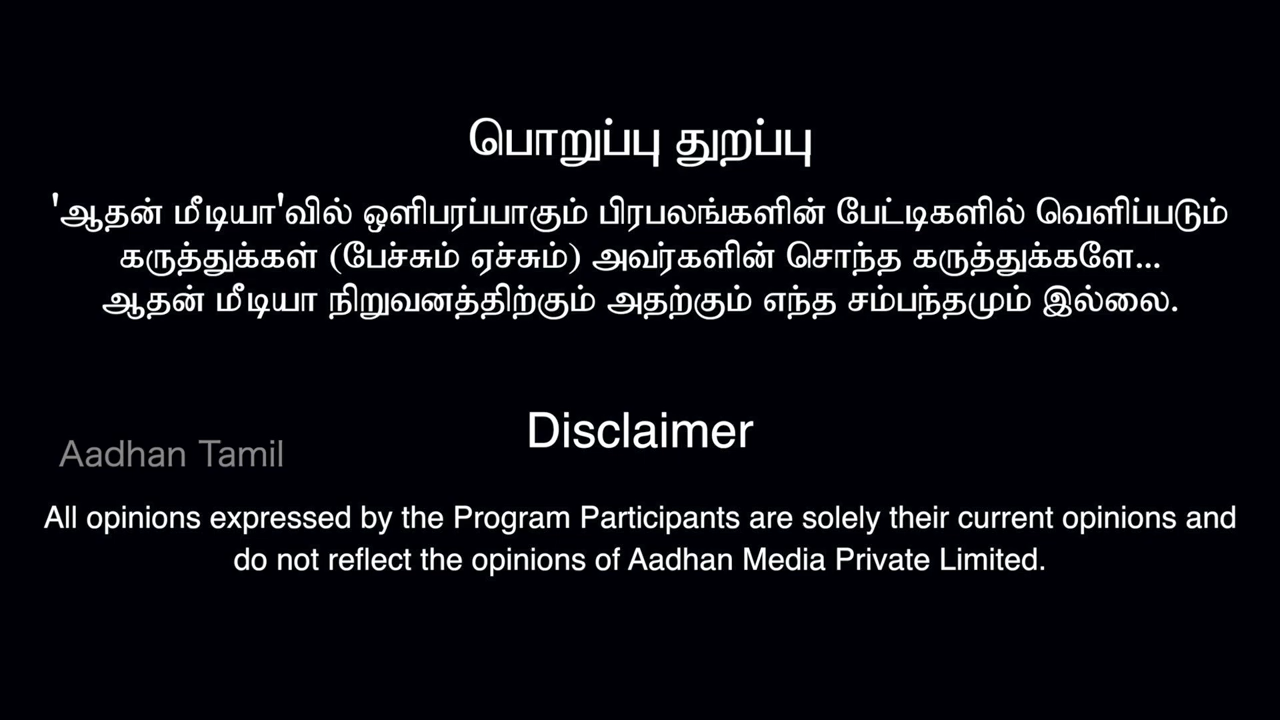 பொறுப்பு துறப்பு
'ஆதன் மீடியா'வில் ஒளிபரப்பாகும் பிரபலங்களின் பேட்டிகளில் வெளிப்படும்
கருத்துக்கள் (பேச்சும் ஏச்சும்) அவர்களின் சொந்த கருத்துக்களே...
ஆதன் மீடியா நிறுவனத்திற்கும் அதற்கும் எந்த சம்பந்தமும் இல்லை.
Disclaimer
Aadhan Tamil
All opinions expressed by the Program Participants are solely their current opinions and
do not reflect the opinions of Aadhan Media Private Limited.